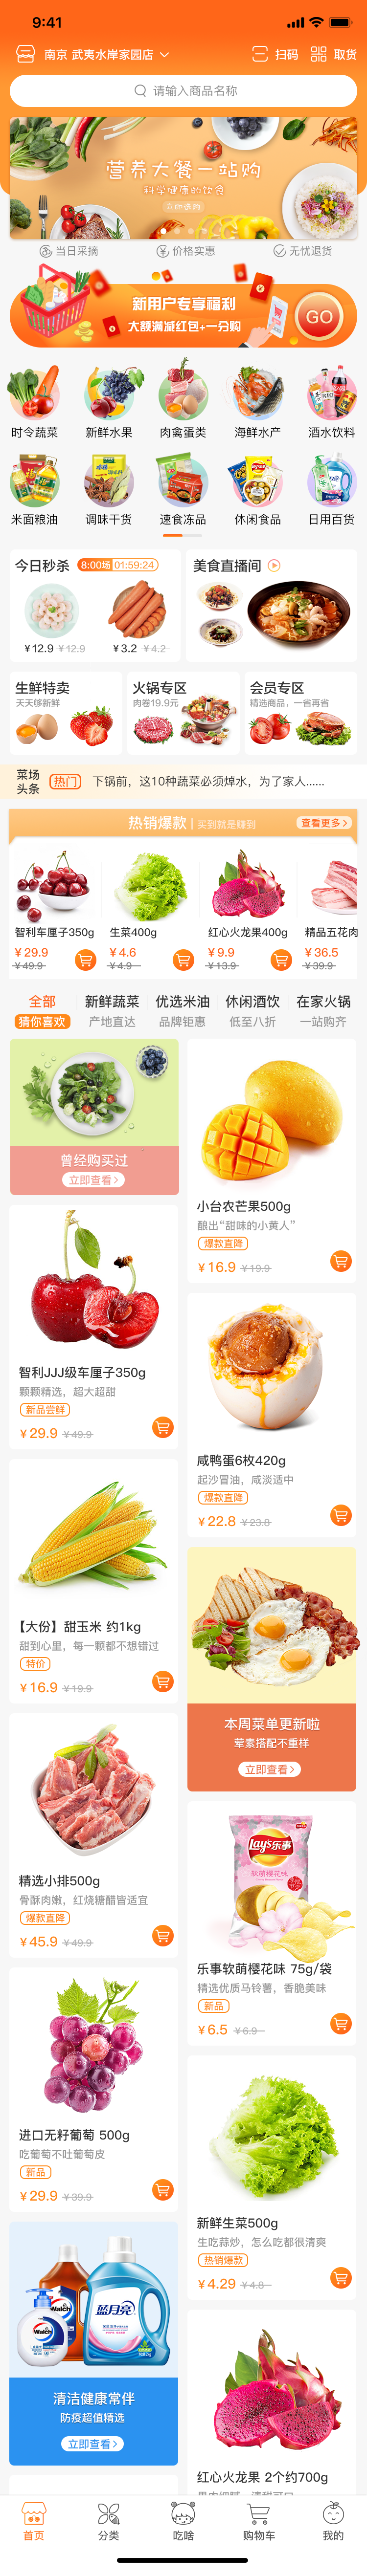 9:41
南京 武夷水岸家园店
扫码
取货
请输入商品名称
营养大餐一站购
科学健康的饮食
立即选购
当日采摘
价格实惠
无忧退货
新用户专享福利
大额满减红包+一分购
GO
时令蔬菜
新鲜水果
肉禽蛋类
海鲜水产
酒水饮料
米面粮油
调味干货
速食冻品
休闲食品
日用百货
今日秒杀 8:00场 01:59:24
¥12.9 ¥12.9
¥3.2 ¥4.2
美食直播间
生鲜特卖
天天够新鲜
火锅专区
肉卷19.9元
会员专区
精选商品，一省再省
菜场
头条
热门
下锅前，这10种蔬菜必须焯水，为了家人......
热销爆款 | 买到就是赚到
查看更多
智利车厘子350g
¥29.9
¥49.9
生菜400g
¥4.6
¥4.9
红心火龙果400g
¥9.9
¥13.9
精品五花肉
¥36.5
¥39.9
全部
猜你喜欢
新鲜蔬菜
产地直达
优选米油
品牌钜惠
休闲酒饮
低至八折
在家火锅
一站购齐
曾经购买过
立即查看
小台农芒果500g
酿出“甜味的小黄人”
爆款直降
¥16.9 ¥19.9
智利JJJ级车厘子350g
颗颗精选，超大超甜
新品尝鲜
¥29.9 ¥49.9
咸鸭蛋6枚420g
起沙冒油，咸淡适中
爆款直降
¥22.8 ¥23.8
【大份】甜玉米 约1kg
甜到心里，每一颗都不想错过
特价
¥16.9 ¥19.9
本周菜单更新啦
荤素搭配不重样
立即查看
精选小排500g
骨酥肉嫩，红烧糖醋皆适宜
爆款直降
¥45.9 ¥49.9
Lay's乐事
软萌樱花味
乐事软萌樱花味 75g/袋
精选优质马铃薯，香脆美味
新品
¥6.5 ¥6.9
进口无籽葡萄 500g
吃葡萄不吐葡萄皮
新品
¥29.9 ¥39.9
新鲜生菜500g
生吃蒜炒，怎么吃都很清爽
热销爆款
¥4.29 ¥4.8
Walch
Walch
蓝月亮
清洁健康常伴
防疫超值精选
立即查看
红心火龙果 2个约700g
首页
分类
吃啥
购物车
我的